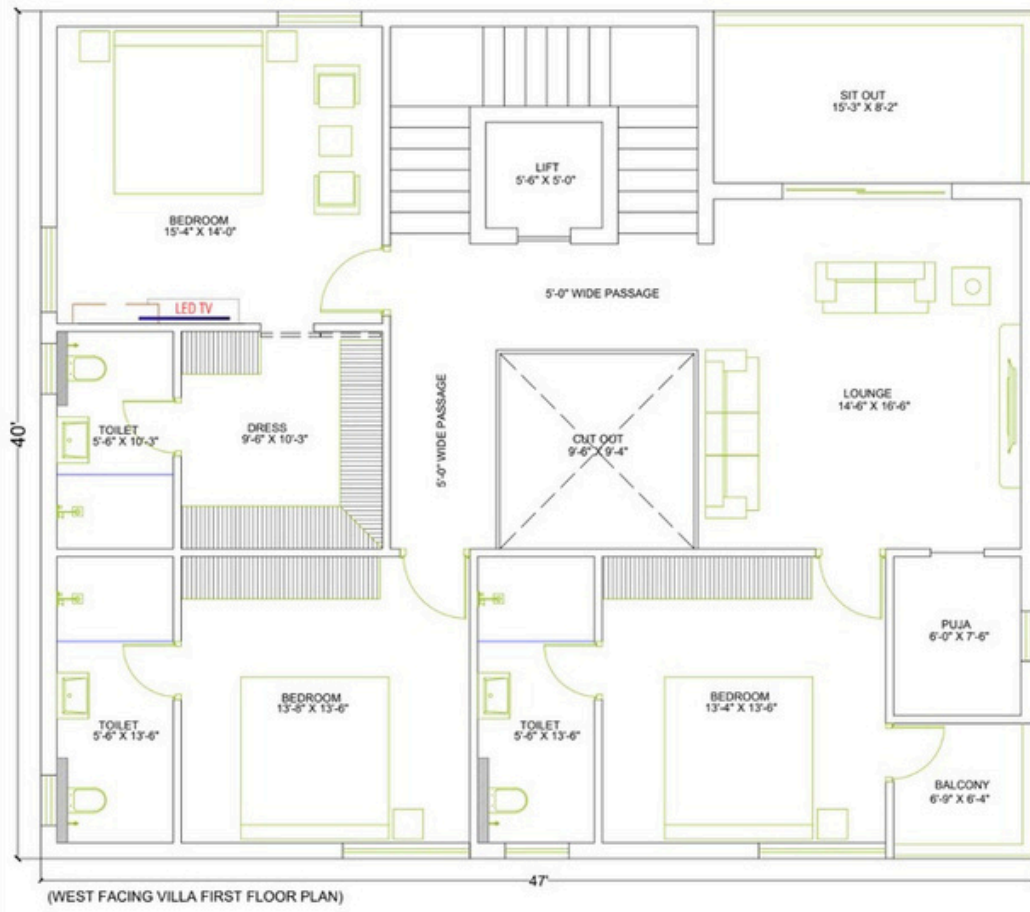 SIT OUT
15'-3" X 8'-2"
LIFT
5'-6" X 5'-0"
BEDROOM
15'-4" X 14'-0"
LED TV
5'-0" WIDE PASSAGE
5'-0" WIDE PASSAGE
LOUNGE
14'-6" X 16'-6"
TOILET
5'-6" X 10'-3"
DRESS
9'-6" X 10'-3"
CUT OUT
9'-6" X 9'-4"
40'
PUJA
6'-0" X 7'-6"
BEDROOM
13'-8" X 13'-6"
BEDROOM
13'-4" X 13'-6"
TOILET
5'-6" X 13'-6"
TOILET
5'-6" X 13'-6"
BALCONY
6'-9" X 6'-4"
47'
(WEST FACING VILLA FIRST FLOOR PLAN)